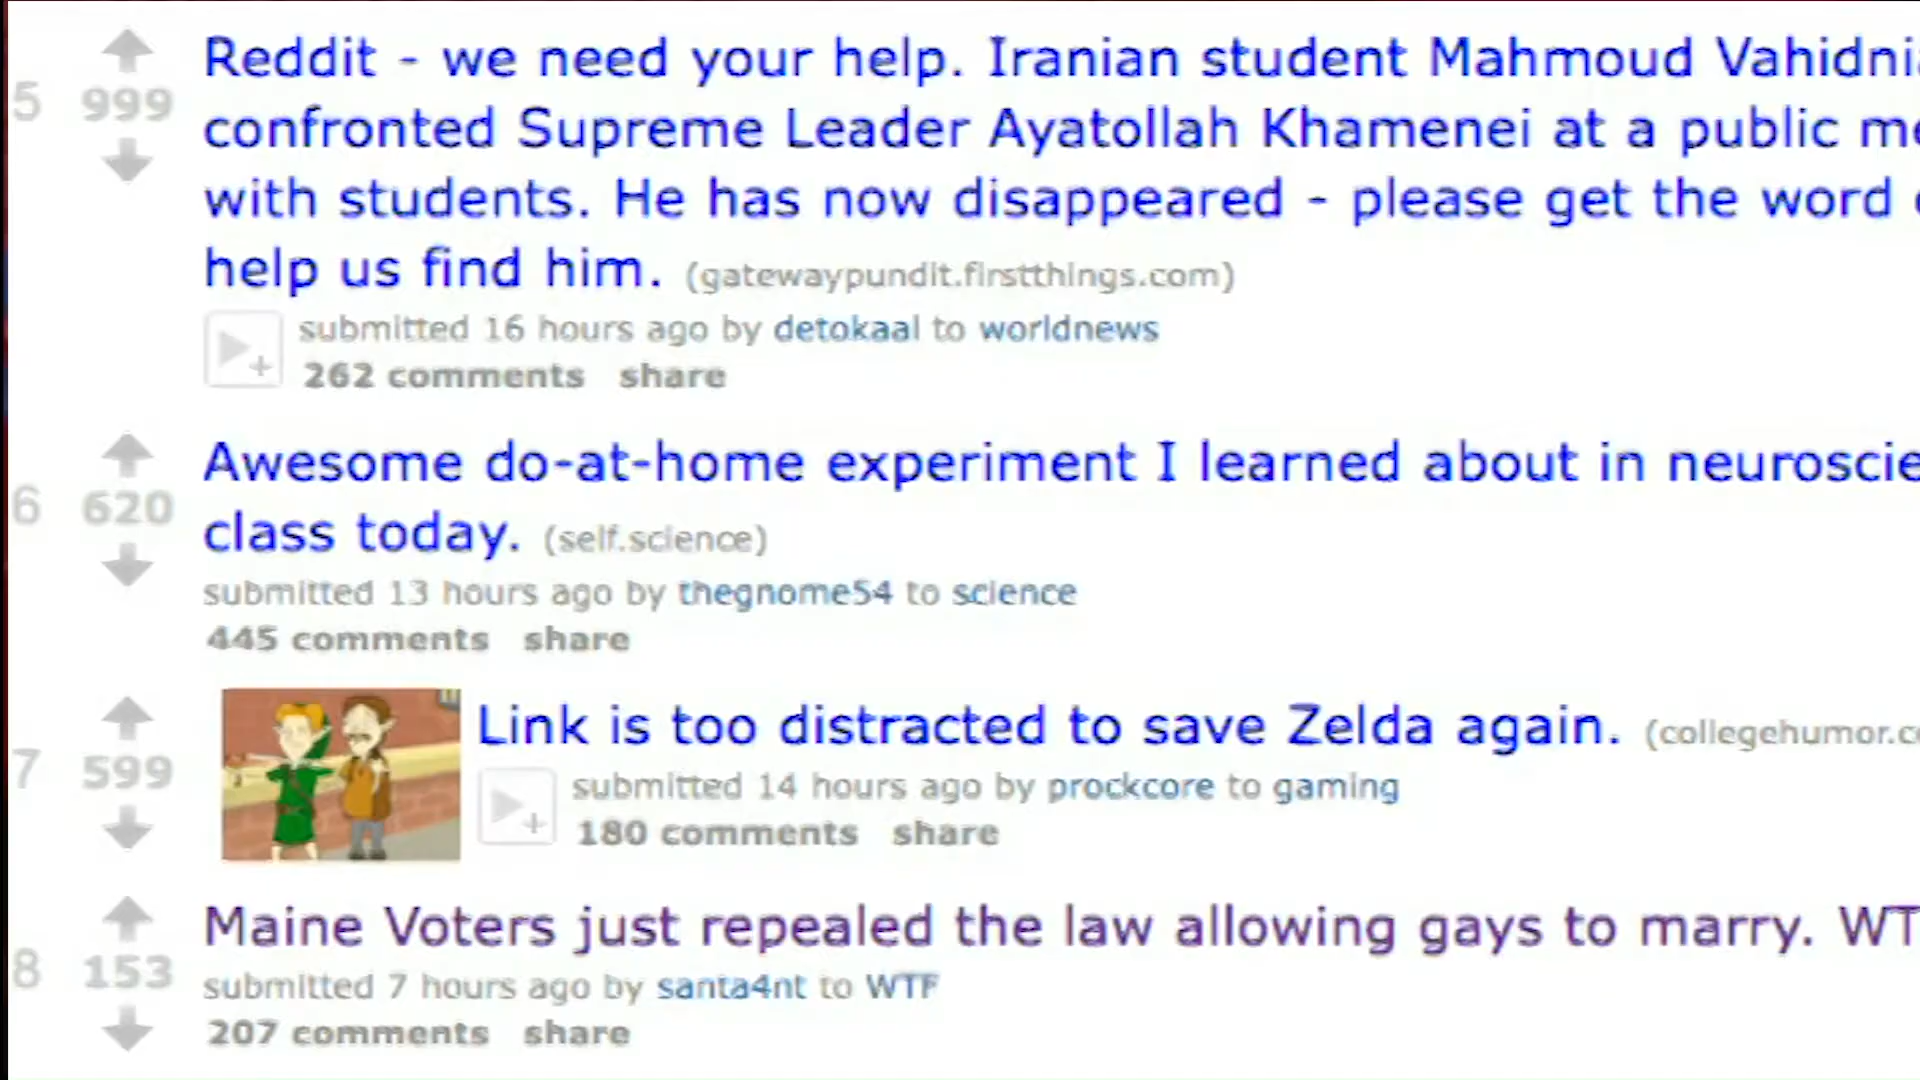 5
999
Reddit - we need your help. Iranian student Mahmoud
confronted Supreme Leader Ayatollah Khamenei at a public
with students. He has now disappeared - please get the word
help us find him. (gatewaypundit.firstthings.com)
submitted 16 hours ago by detokaal to worldnews
262 comments share
6
620
Awesome do-at-home experiment I learned about in
class today. (self.science)
submitted 13 hours ago by thegnome54 to science
445 comments share
7
599
Link is too distracted to save Zelda again.
submitted 14 hours ago by prockcore to gaming
180 comments share
8
153
Maine Voters just repealed the law allowing gays to marry.
submitted 7 hours ago by santa4nt to WTF
207 comments share